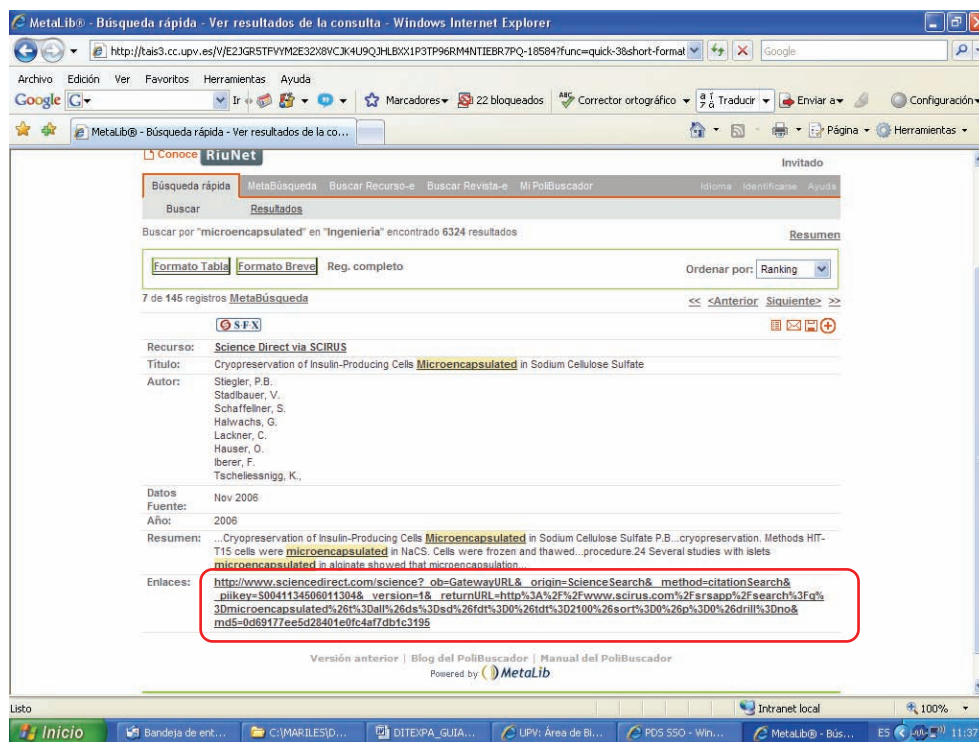 MetaLib® - Búsqueda rápida - Ver resultados de la consulta - Windows Internet Explorer
http://tais3.cc.upv.es/V/E2JGR5TFVYM2E32X8VCJK4U9QJHLBXX1P3TP96RM4NTIEBR7PQ-18584?func=quick-3&short-format
Google
Archivo Edición Ver Favoritos Herramientas Ayuda
Google G Ir Marcadores 22 bloqueados Corrector ortográfico Traducir Enviar a Configuración
MetaLib® - Búsqueda rápida - Ver resultados de la co... Página Herramientas
Conoce RiuNet
Invitado
Búsqueda rápida MetaBúsqueda Buscar Recurso-e Buscar Revista-e Mi PoliBuscador Idioma Identificarse Ayuda
Buscar Resultados
Buscar por "microencapsulated" en "Ingeniería" encontrado 6324 resultados
Resumen
Formato Tabla Formato Breve Reg. completo Ordenar por: Ranking
7 de 145 registros MetaBúsqueda << <Anterior Siguiente> >>
S·F·X
Recurso: Science Direct via SCIRUS
Título: Cryopreservation of Insulin-Producing Cells Microencapsulated in Sodium Cellulose Sulfate
Autor: Stiegler, P.B.
Stadlbauer, V.
Schaffellner, S.
Halwachs, G.
Lackner, C.
Hauser, O.
Iberer, F.
Tscheliessnigg, K.,
Datos Fuente: Nov 2006
Año: 2006
Resumen: ...Cryopreservation of Insulin-Producing Cells Microencapsulated in Sodium Cellulose Sulfate P.B...cryopreservation. Methods HIT-
T15 cells were microencapsulated in NaCS. Cells were frozen and thawed...procedure.24 Several studies with islets
microencapsulated in alginate showed that microencapsulation...
Enlaces: http://www.sciencedirect.com/science?_ob=GatewayURL&_origin=ScienceSearch&_method=citationSearch&
_piikey=S0041134506011304&_version=1&_returnURL=http%3A%2F%2Fwww.scirus.com%2Fsrsapp%2Fsearch%3Fq%
3Dmicroencapsulated%26t%3Dall%26ds%3Dsd%26fdt%3D0%26tdt%3D2100%26sort%3D0%26p%3D0%26drill%3Dno&
md5=0d69177ee5d28401e0fc4af7db1c3195
Versión anterior | Blog del PoliBuscador | Manual del PoliBuscador
Powered by MetaLib
Listo Intranet local 100%
Inicio Bandeja de ent... C:\MARILES\D... DITEXPA_GUIA... UPV: Área de Bi... PDS SSO - Win... MetaLib® - Bús... ES 11:37